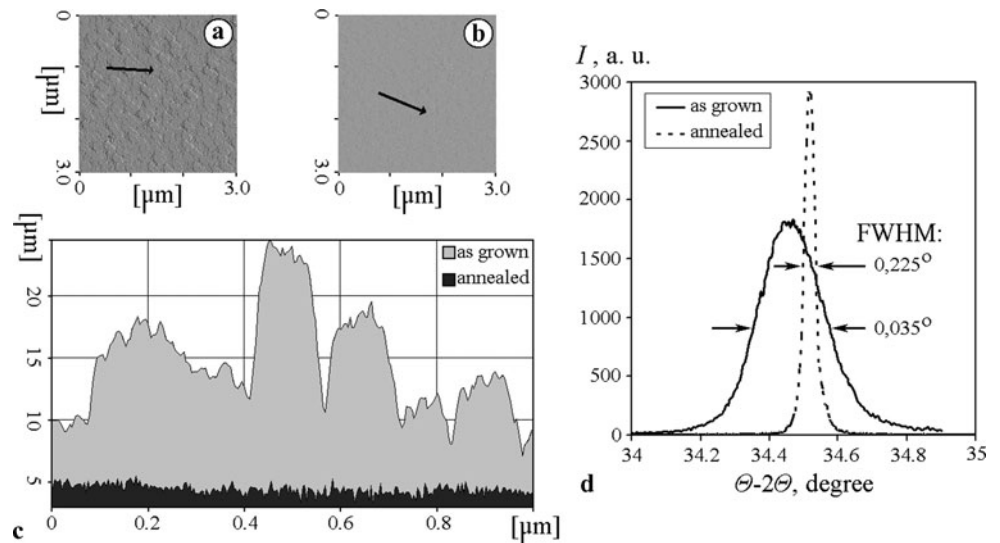 a
0
[µm]
3.0
0
[µm]
3.0
b
0
3.0
0
[µm]
3.0
[µm]
20
15
10
5
as grown
annealed
0
0.2
0.4
0.6
0.8
[µm]
c
I, a. u.
3000
2500
2000
1500
1000
500
0
as grown
annealed
FWHM:
0,225°
0,035°
34
34.2
34.4
34.6
34.8
35
Θ-2Θ, degree
d